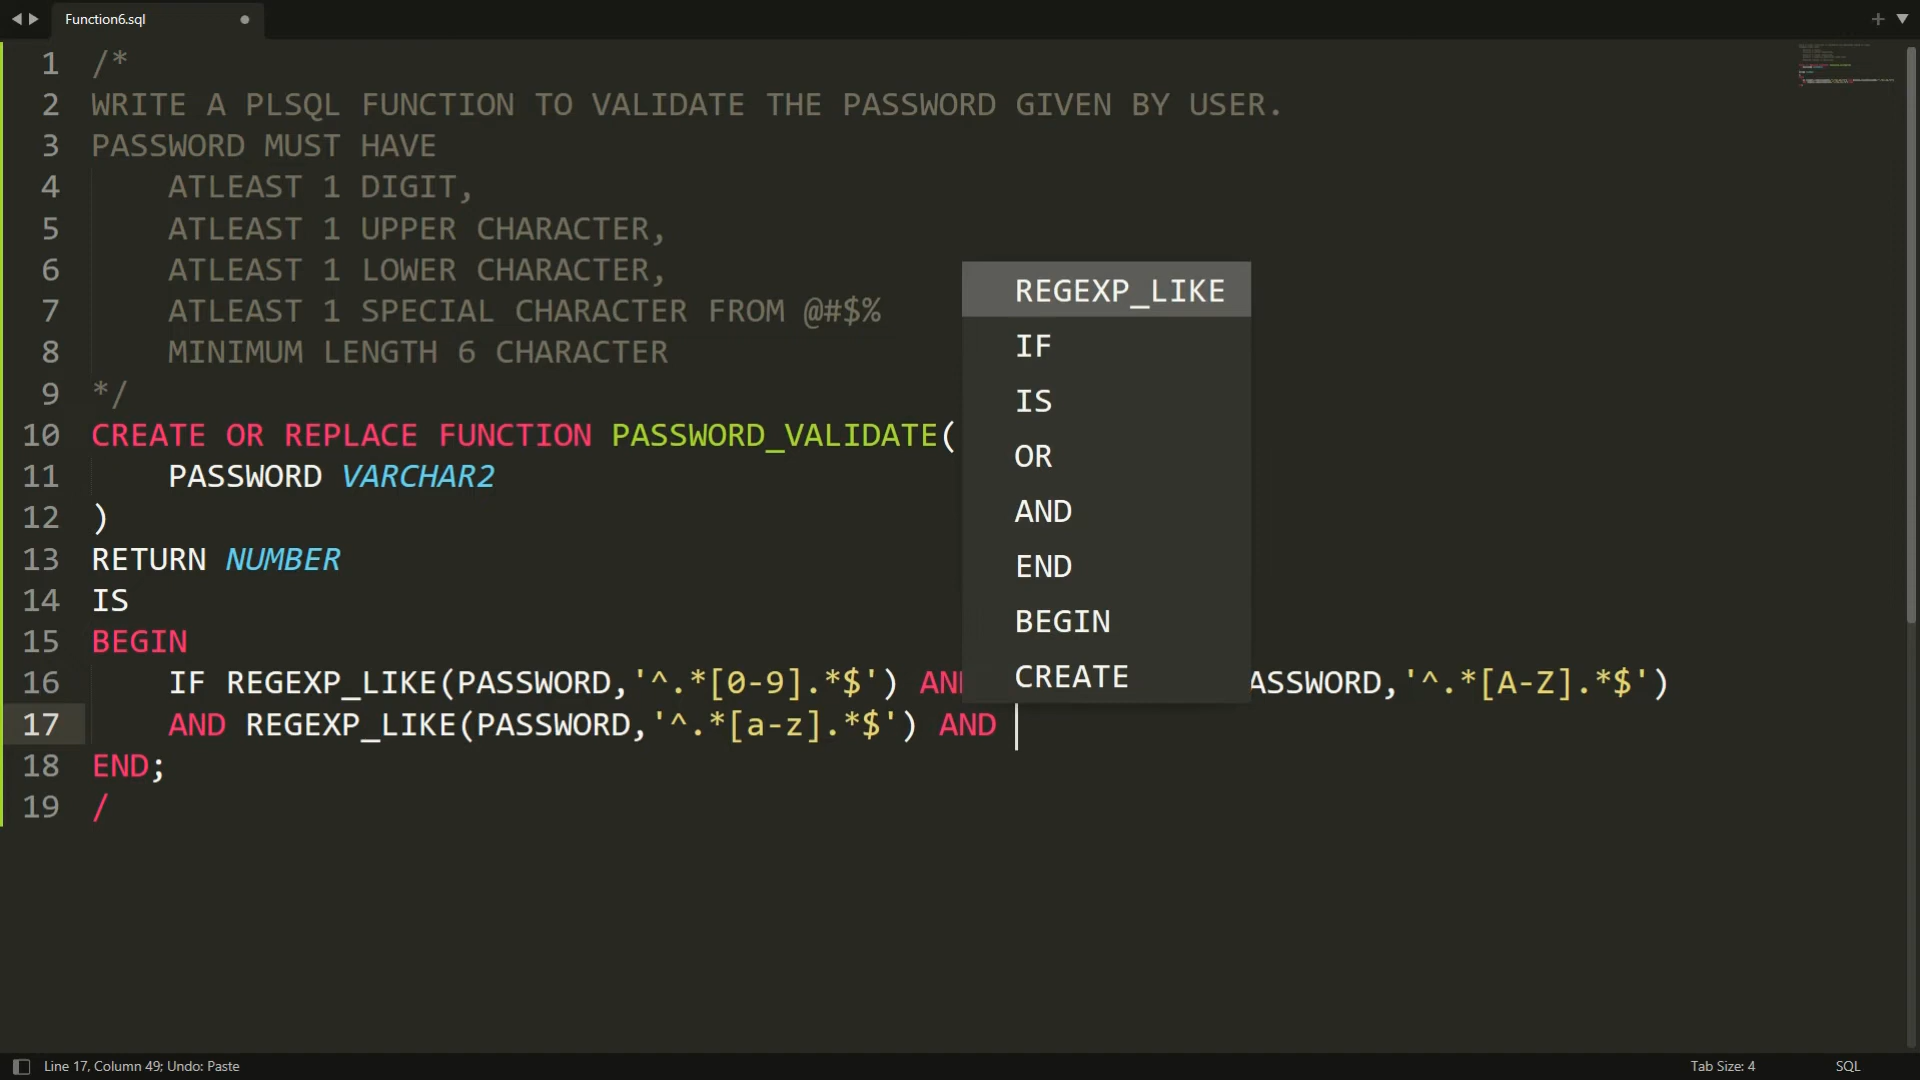 Function6.sql
1 /*
2 WRITE A PLSQL FUNCTION TO VALIDATE THE PASSWORD GIVEN BY USER.
3 PASSWORD MUST HAVE
4 ATLEAST 1 DIGIT,
5 ATLEAST 1 UPPER CHARACTER,
6 ATLEAST 1 LOWER CHARACTER,
7 ATLEAST 1 SPECIAL CHARACTER FROM @#$%
8 MINIMUM LENGTH 6 CHARACTER
9 */
10 CREATE OR REPLACE FUNCTION PASSWORD_VALIDATE(
11 PASSWORD VARCHAR2
12 )
13 RETURN NUMBER
14 IS
15 BEGIN
16 IF REGEXP_LIKE(PASSWORD,'^.*[0-9].*$') AN ASSWORD,'^.*[A-Z].*$')
17 AND REGEXP_LIKE(PASSWORD,'^.*[a-z].*$') AND
18 END;
19 /
REGEXP_LIKE
IF
IS
OR
AND
END
BEGIN
CREATE
Line 17, Column 49; Undo: Paste
Tab Size: 4
SQL